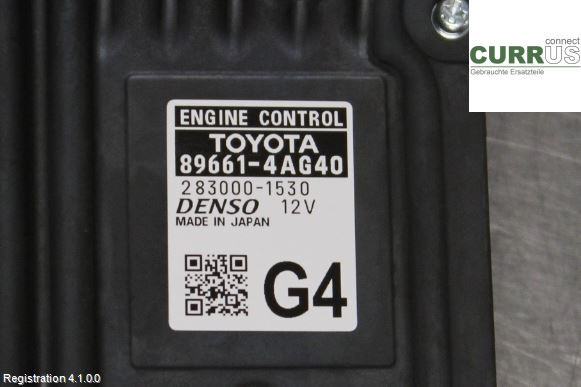 connect
CURRUS
Gebrauchte Ersatzteile
ENGINE CONTROL
TOYOTA
89661-4AG40
283000-1530
DENSO 12V
MADE IN JAPAN
G4
Registration 4.1.0.0